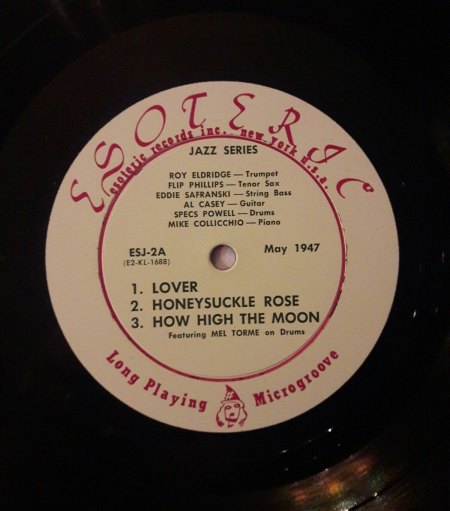 ESOTERIC
esoteric records inc. new york u.s.a.
JAZZ SERIES
ROY ELDRIDGE — Trumpet
FLIP PHILLIPS — Tenor Sax
EDDIE SAFRANSKI — String Bass
AL CASEY — Guitar
SPECS POWELL — Drums
MIKE COLLICCHIO — Piano
ESJ-2A May 1947
(E2-KL-1688)
1. LOVER
2. HONEYSUCKLE ROSE
3. HOW HIGH THE MOON
Featuring MEL TORME on Drums
Long Playing Microgroove